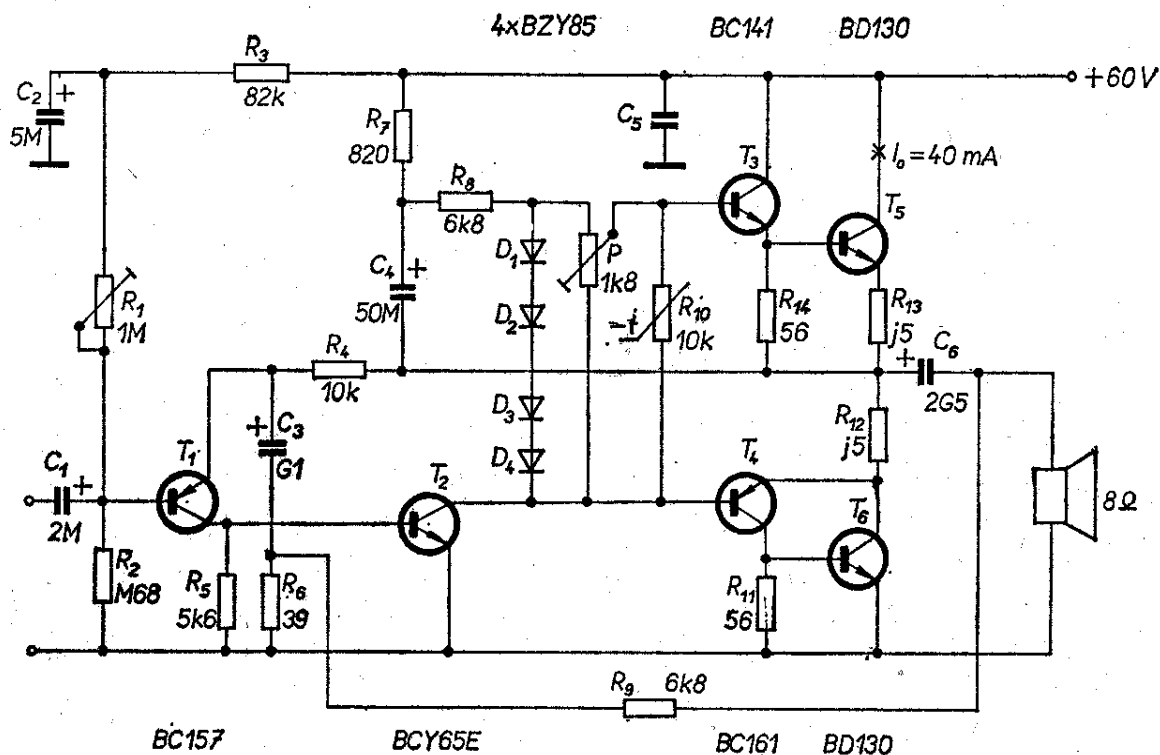 4xBZY85 BC141 BD130
R3
82k
+60V
C2 +
5M
R7
820
C5
I0 = 40 mA
T3
R8
6k8
T5
D1
P
1k8
C4 +
50M
D2
R1
1M
R10
10k
-t
R14
56
R13
j5
+ C6
2G5
R4
10k
D3
R12
j5
+ C3
G1
D4
C1 +
2M
T1
T2
T4
T6
8Ω
R2
M68
R5
5k6
R6
39
R11
56
R9 6k8
BC157 BCY65E BC161 BD130